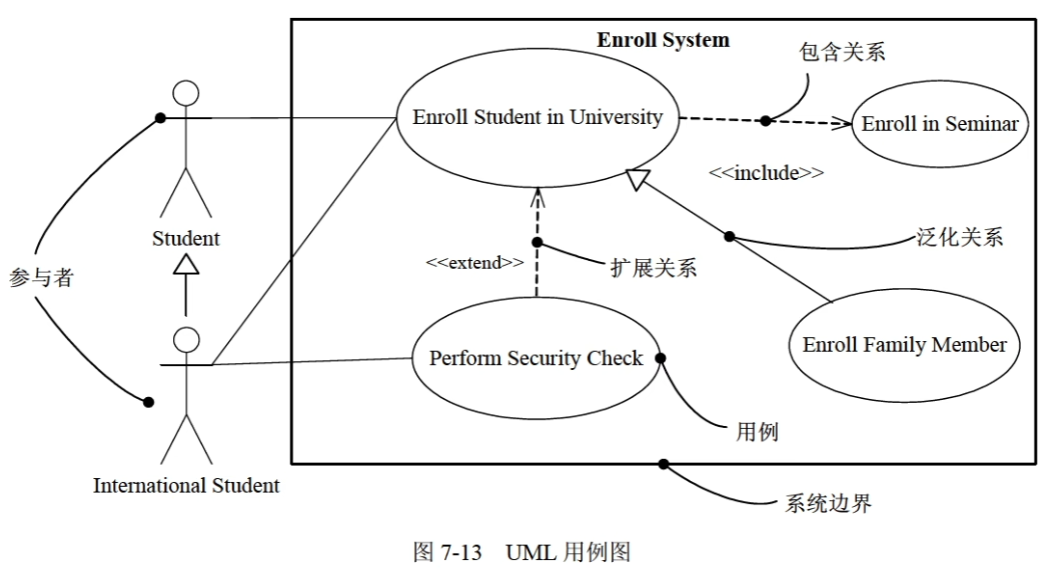 Enroll System
包含关系
Enroll Student in University
Enroll in Seminar
<<include>>
Student
泛化关系
<<extend>>
扩展关系
参与者
Enroll Family Member
Perform Security Check
用例
International Student
系统边界
图 7-13 UML 用例图